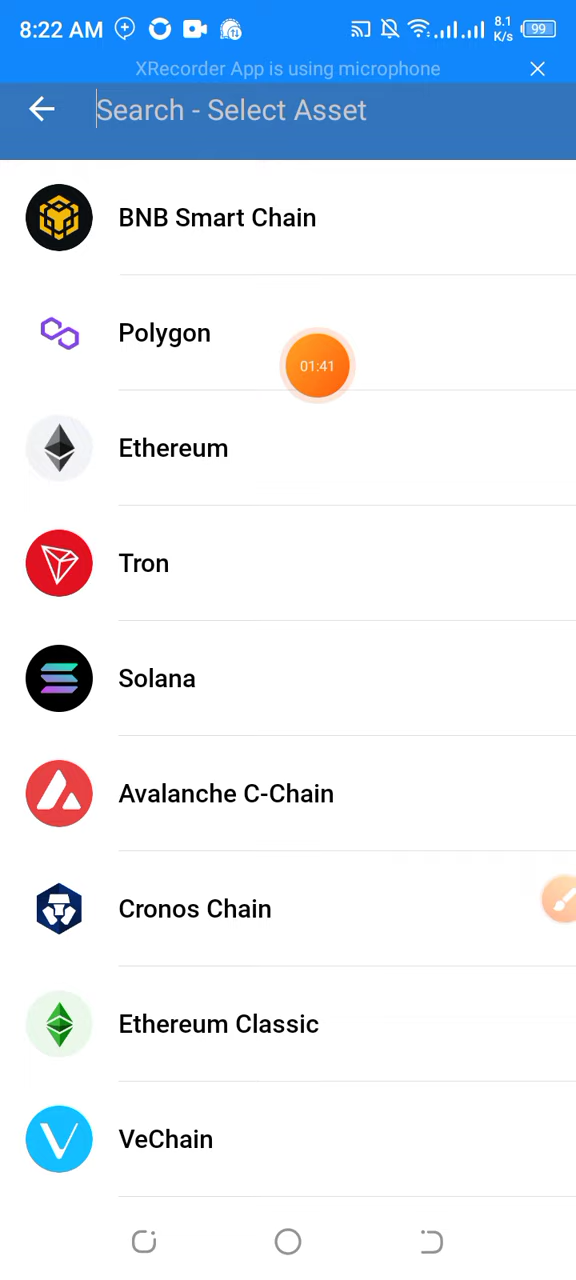 8:22 AM 8.1 K/s 99
XRecorder App is using microphone
Search - Select Asset
BNB Smart Chain
Polygon
01:41
Ethereum
Tron
Solana
Avalanche C-Chain
Cronos Chain
Ethereum Classic
VeChain